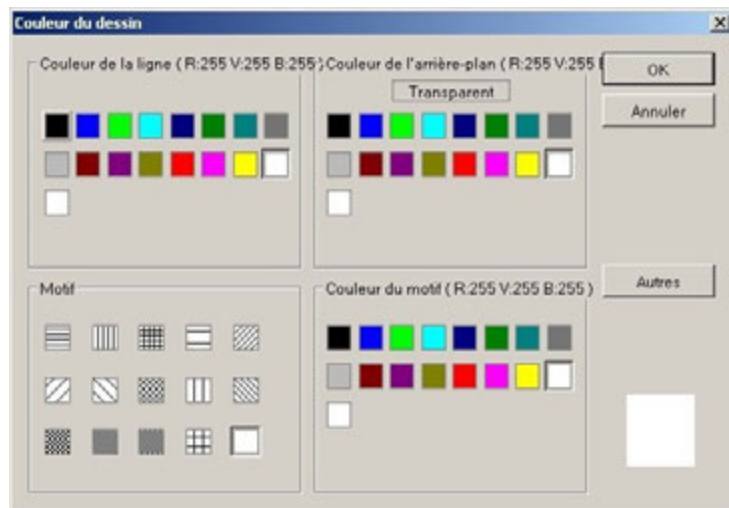 Couleur du dessin
Couleur de la ligne ( R:255 V:255 B:255 )
Couleur de l'arrière-plan ( R:255 V:255 B
Transparent
OK
Annuler
Motif
Couleur du motif ( R:255 V:255 B:255 )
Autres